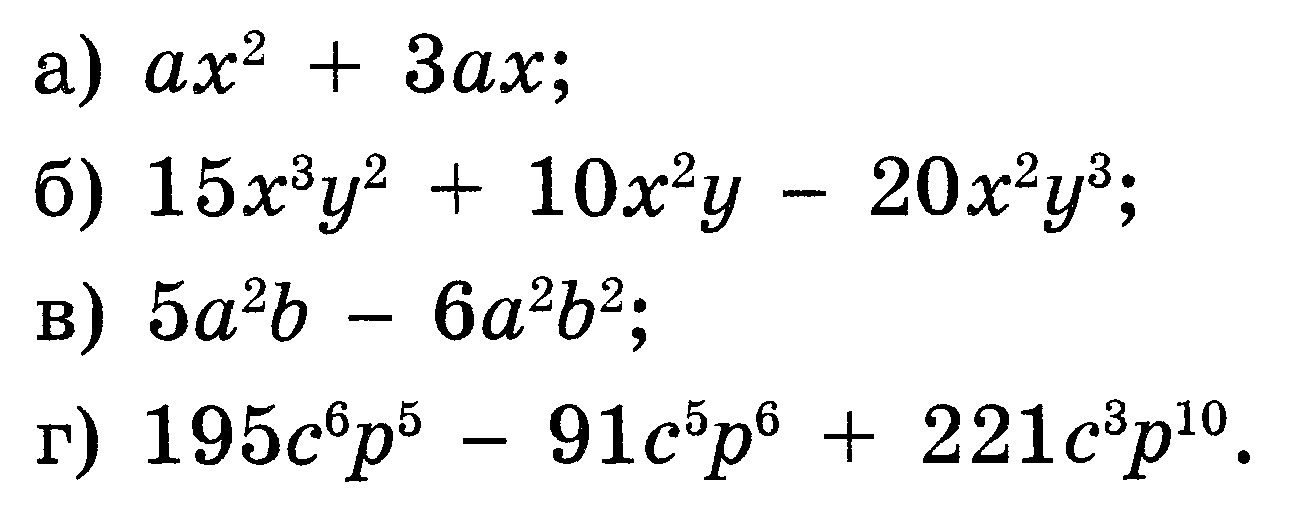 а) ax² + 3ax;
б) 15x³y² + 10x²y – 20x²y³;
в) 5a²b – 6a²b²;
г) 195c⁶p⁵ – 91c⁵p⁶ + 221c³p¹⁰.